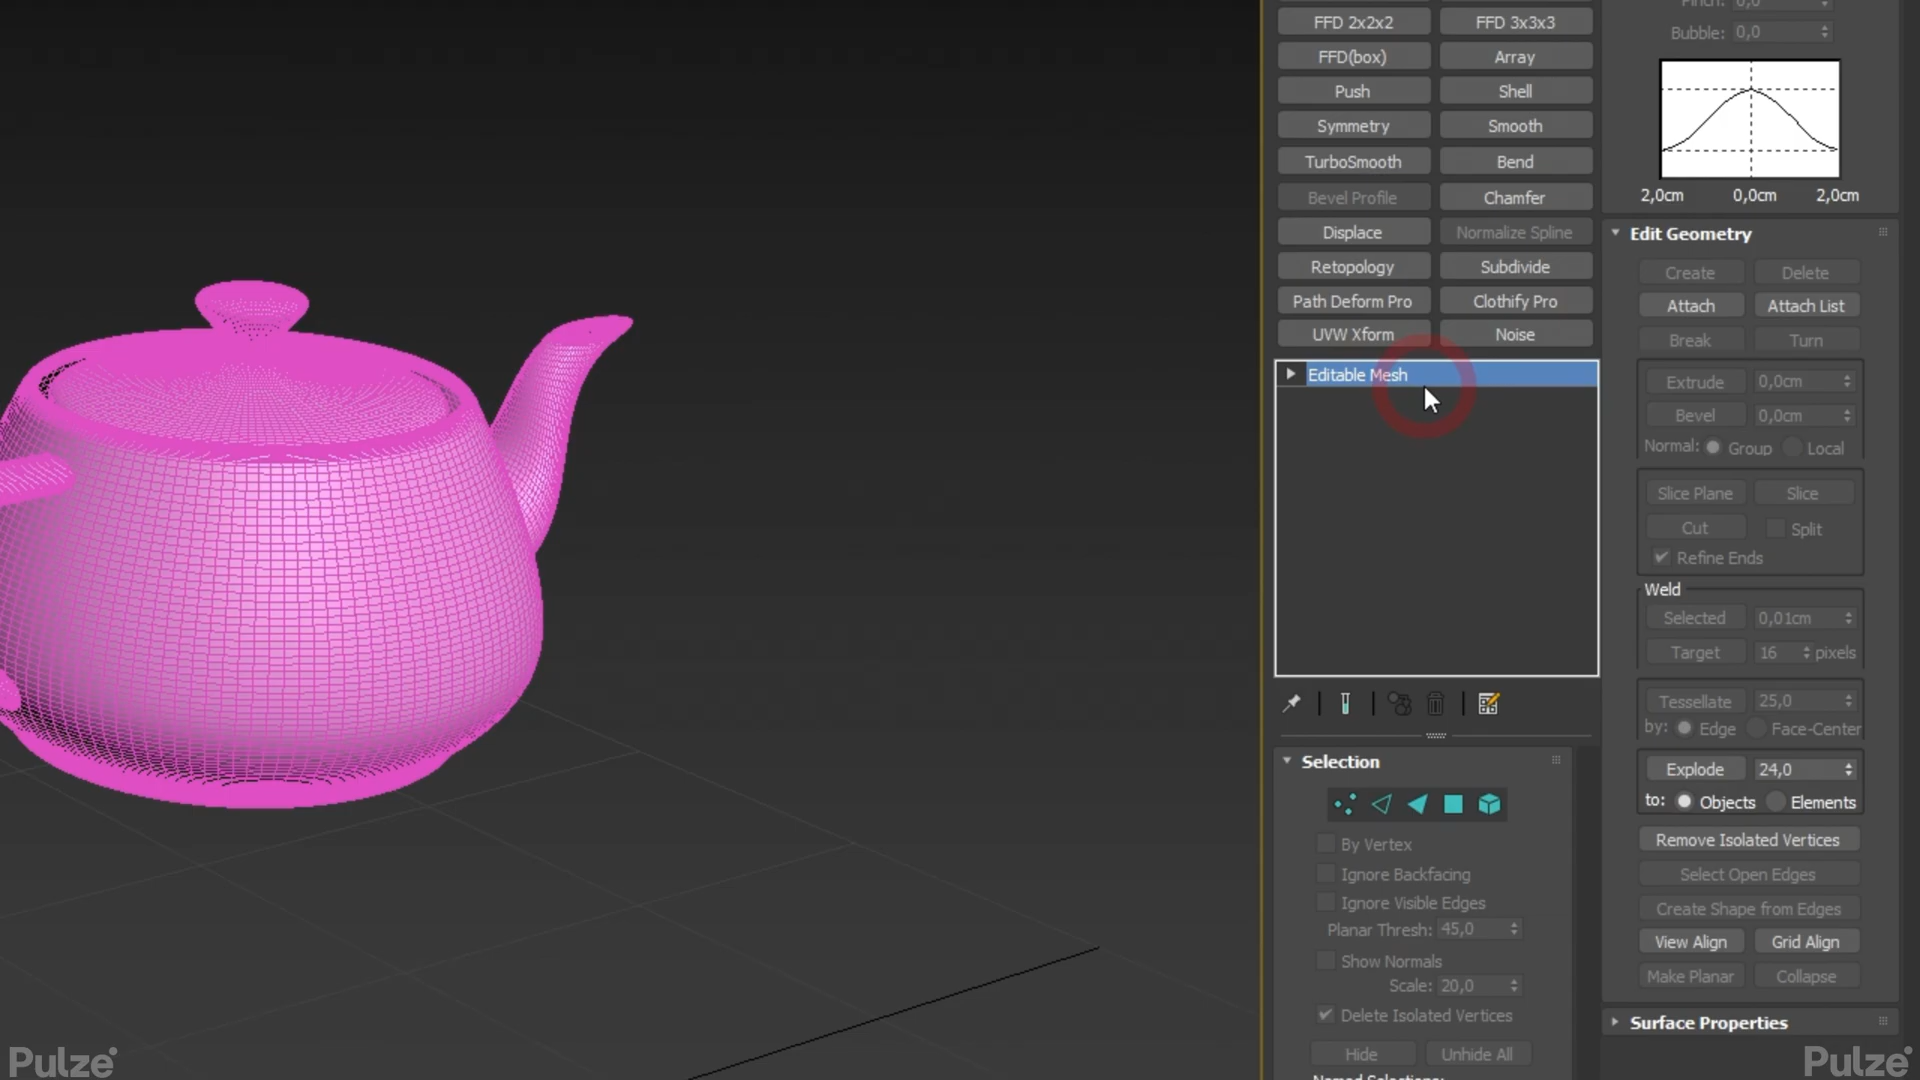 FFD 2x2x2 FFD 3x3x3
FFD(box) Array
Push Shell
Symmetry Smooth
TurboSmooth Bend
Bevel Profile Chamfer
Displace Normalize Spline
Retopology Subdivide
Path Deform Pro Clothify Pro
UVW Xform Noise
Editable Mesh
Selection
By Vertex
Ignore Backfacing
Ignore Visible Edges
Planar Thresh: 45,0
Show Normals
Scale: 20,0
Delete Isolated Vertices
Hide Unhide All
Named Selections:
Pinch: 0,0
Bubble: 0,0
2,0cm 0,0cm 2,0cm
Edit Geometry
Create Delete
Attach Attach List
Break Turn
Extrude 0,0cm
Bevel 0,0cm
Normal: Group Local
Slice Plane Slice
Cut Split
Refine Ends
Weld
Selected 0,01cm
Target 16 pixels
Tessellate 25,0
by: Edge Face-Center
Explode 24,0
to: Objects Elements
Remove Isolated Vertices
Select Open Edges
Create Shape from Edges
View Align Grid Align
Make Planar Collapse
Surface Properties
Pulze
Pulze